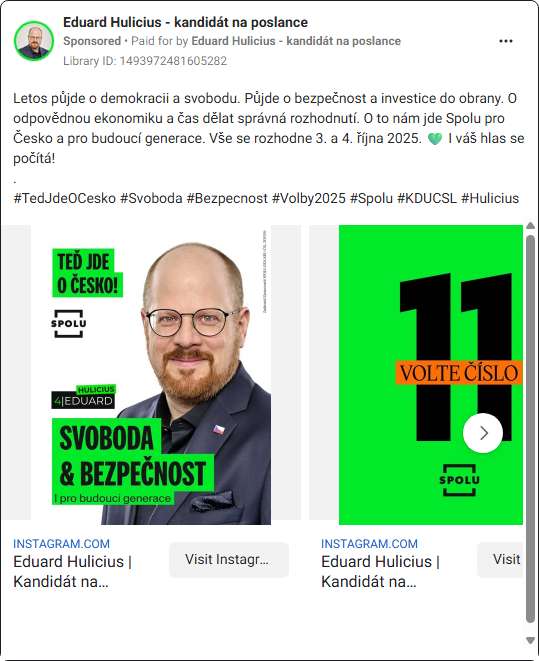 Eduard Hulicius - kandidát na poslance
Sponsored • Paid for by Eduard Hulicius - kandidát na poslance
Library ID: 1493972481605282
Letos půjde o demokracii a svobodu. Půjde o bezpečnost a investice do obrany. O
odpovědnou ekonomiku a čas dělat správná rozhodnutí. O to nám jde Spolu pro
Česko a pro budoucí generace. Vše se rozhodne 3. a 4. října 2025. 💚 I váš hlas se
počítá!
.
#TedJdeOCesko #Svoboda #Bezpecnost #Volby2025 #Spolu #KDUCSL #Hulicius
TEĎ JDE
O ČESKO!
SPOLU
HULICIUS
4|EDUARD
SVOBODA
& BEZPEČNOST
I pro budoucí generace
11
VOLTE ČÍSLO
SPOLU
INSTAGRAM.COM
Eduard Hulicius |
Kandidát na...
Visit Instagr...
INSTAGRAM.COM
Eduard Hulicius |
Kandidát na...
Visit